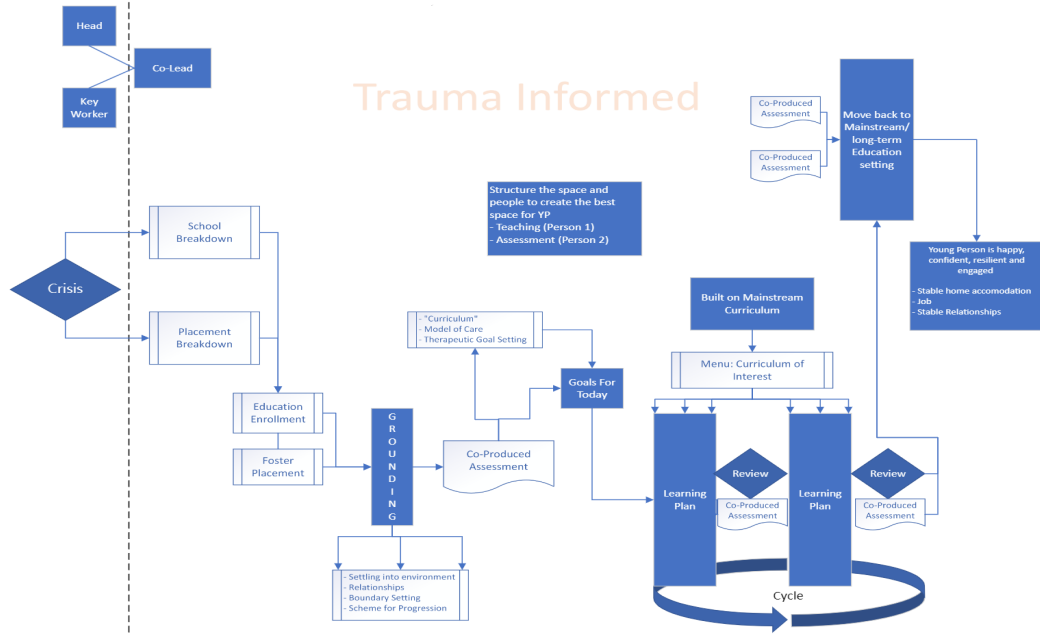 Head
Co-Lead
Key
Worker
Trauma Informed
Co-Produced
Assessment
Co-Produced
Assessment
Move back to
Mainstream/
long-term
Education
setting
Structure the space and
people to create the best
space for YP
- Teaching (Person 1)
- Assessment (Person 2)
School
Breakdown
Crisis
Placement
Breakdown
Young Person is happy,
confident, resilient and
engaged
- Stable home accomodation
- Job
- Stable Relationships
Built on Mainstream
Curriculum
- "Curriculum"
- Model of Care
- Therapeutic Goal Setting
Menu: Curriculum of
Interest
Goals For
Today
Education
Enrollment
Foster
Placement
G
R
O
U
N
D
I
N
G
Co-Produced
Assessment
Learning
Plan
Review
Co-Produced
Assessment
Learning
Plan
Review
Co-Produced
Assessment
- Settling into environment
- Relationships
- Boundary Setting
- Scheme for Progression
Cycle